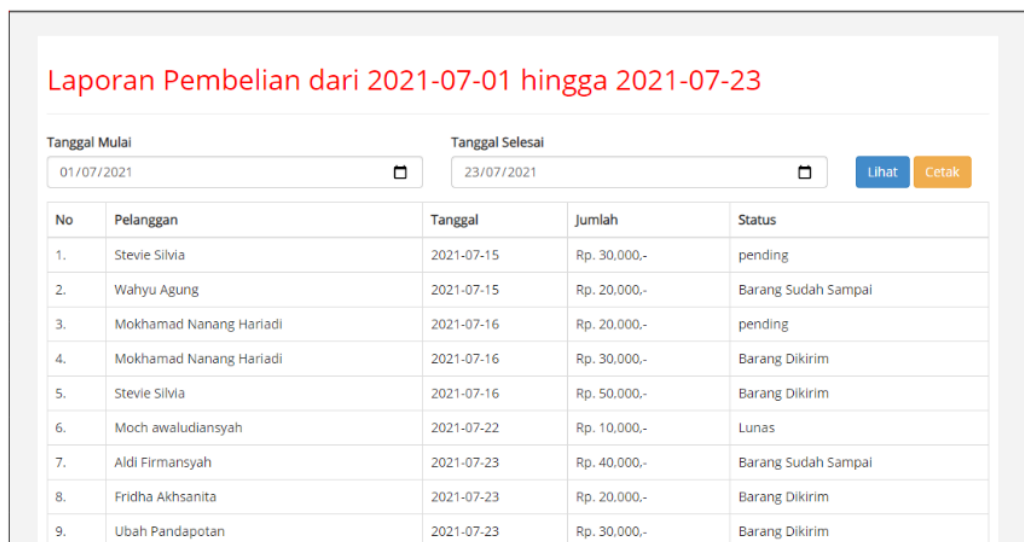 Laporan Pembelian dari 2021-07-01 hingga 2021-07-23
Tanggal Mulai Tanggal Selesai
01/07/2021 23/07/2021 Lihat Cetak
No Pelanggan Tanggal Jumlah Status
1. Stevie Silvia 2021-07-15 Rp. 30,000,- pending
2. Wahyu Agung 2021-07-15 Rp. 20,000,- Barang Sudah Sampai
3. Mokhamad Nanang Hariadi 2021-07-16 Rp. 20,000,- pending
4. Mokhamad Nanang Hariadi 2021-07-16 Rp. 30,000,- Barang Dikirim
5. Stevie Silvia 2021-07-16 Rp. 50,000,- Barang Dikirim
6. Moch awaludiansyah 2021-07-22 Rp. 10,000,- Lunas
7. Aldi Firmansyah 2021-07-23 Rp. 40,000,- Barang Sudah Sampai
8. Fridha Akhsanita 2021-07-23 Rp. 20,000,- Barang Dikirim
9. Ubah Pandapotan 2021-07-23 Rp. 30,000,- Barang Dikirim